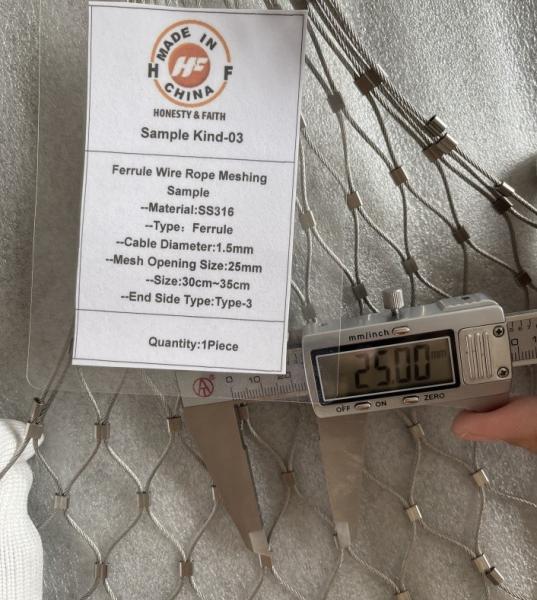 MADE IN
H HF F
CHINA
HONESTY & FAITH
Sample Kind-03
Ferrule Wire Rope Meshing
Sample
--Material:SS316
--Type: Ferrule
--Cable Diameter:1.5mm
--Mesh Opening Size:25mm
--Size:30cm~35cm
--End Side Type:Type-3
Quantity:1Piece
mm/inch
25.00 mm
OFF ON ZERO
0 10